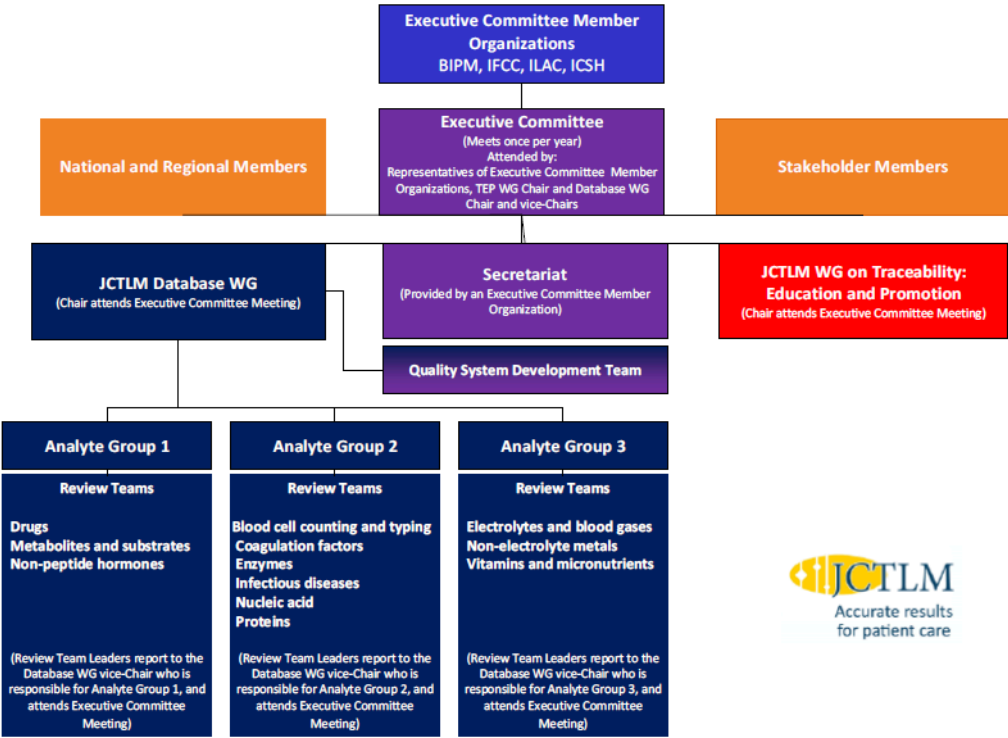 Executive Committee Member
Organizations
BIPM, IFCC, ILAC, ICSH
National and Regional Members
Executive Committee
(Meets once per year)
Attended by:
Representatives of Executive Committee Member
Organizations, TEP WG Chair and Database WG
Chair and vice-Chairs
Stakeholder Members
JCTLM Database WG
(Chair attends Executive Committee Meeting)
Secretariat
(Provided by an Executive Committee Member
Organization)
JCTLM WG on Traceability:
Education and Promotion
(Chair attends Executive Committee Meeting)
Quality System Development Team
Analyte Group 1
Review Teams
Drugs
Metabolites and substrates
Non-peptide hormones
(Review Team Leaders report to the
Database WG vice-Chair who is
responsible for Analyte Group 1, and
attends Executive Committee
Meeting)
Analyte Group 2
Review Teams
Blood cell counting and typing
Coagulation factors
Enzymes
Infectious diseases
Nucleic acid
Proteins
(Review Team Leaders report to the
Database WG vice-Chair who is
responsible for Analyte Group 2, and
attends Executive Committee
Meeting)
Analyte Group 3
Review Teams
Electrolytes and blood gases
Non-electrolyte metals
Vitamins and micronutrients
(Review Team Leaders report to the
Database WG vice-Chair who is
responsible for Analyte Group 3, and
attends Executive Committee
Meeting)
JCTLM
Accurate results
for patient care